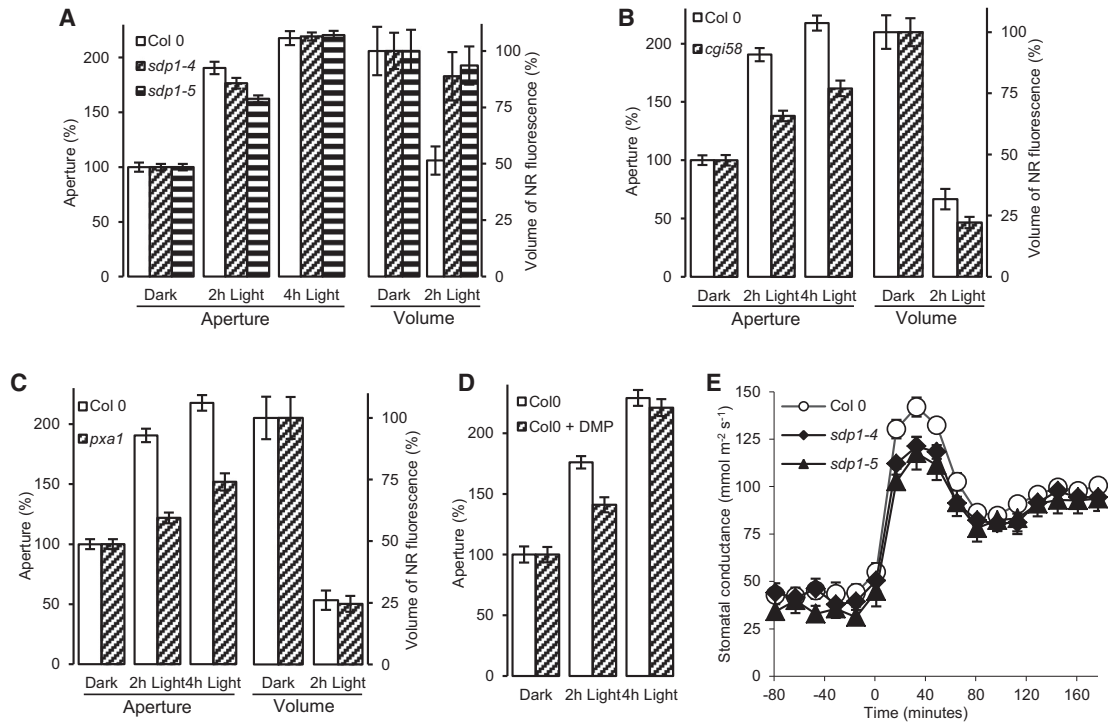 A
Col 0
sdp1-4
sdp1-5
Aperture (%)
200
150
100
50
0
Volume of NR fluorescence (%)
100
75
50
25
0
Dark 2h Light 4h Light Dark 2h Light
Aperture Volume
B
Col 0
cgi58
Aperture (%)
200
150
100
50
0
Volume of NR fluorescence (%)
100
75
50
25
0
Dark 2h Light 4h Light Dark 2h Light
Aperture Volume
C
Col 0
pxa1
Aperture (%)
200
150
100
50
0
Volume of NR fluorescence (%)
100
75
50
25
0
Dark 2h Light 4h Light Dark 2h Light
Aperture Volume
D
Col0
Col0 + DMP
Aperture (%)
200
150
100
50
0
Dark 2h Light 4h Light
E
Col 0
sdp1-4
sdp1-5
Stomatal conductance (mmol m-2 s-1)
150
125
100
75
50
25
0
-80 -40 0 40 80 120 160
Time (minutes)